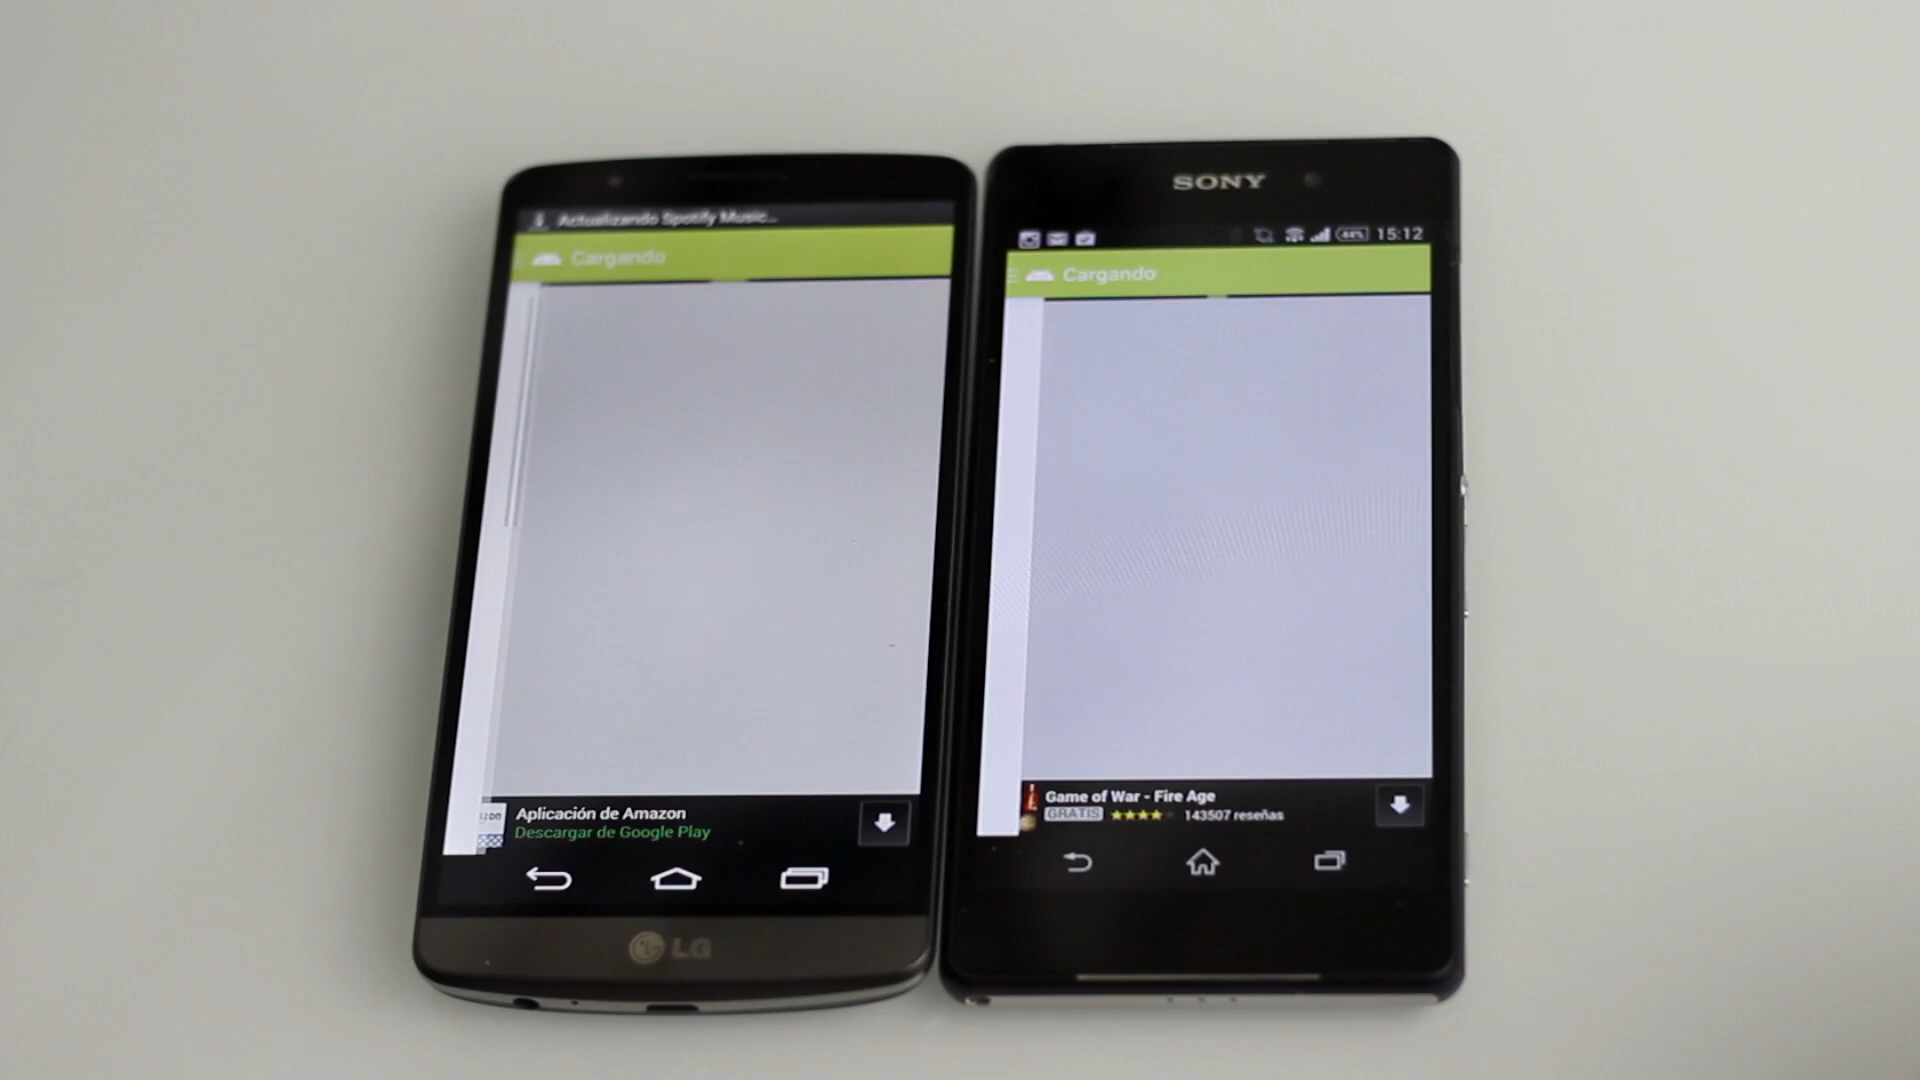 Actualizando Spotify Music...
Cargando
Aplicación de Amazon
Descargar de Google Play
LG
SONY
44% 15:12
Cargando
Game of War - Fire Age
GRATIS 143507 reseñas